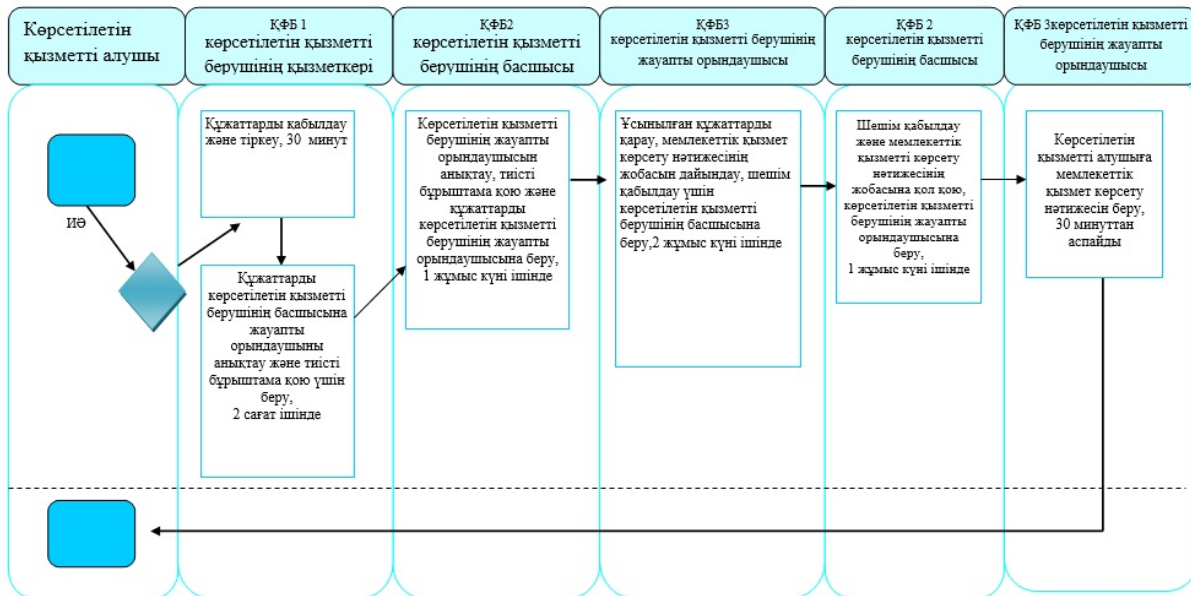 Көрсетілетін
қызметті алушы
ҚФБ 1
көрсетілетін қызметті
берушінің қызметкері
ҚФБ2
көрсетілетін қызметті
берушінің басшысы
ҚФБ3
көрсетілетін қызметті берушінің
жауапты орындаушысы
ҚФБ 2
көрсетілетін қызметті
берушінің басшысы
ҚФБ 3көрсетілетін қызметті
берушінің жауапты
орындаушысы
ИӘ
Құжаттарды қабылдау
және тіркеу, 30 минут
Құжаттарды
көрсетілетін қызметті
берушінің басшысына
жауапты
орындаушыны
анықтау және тиісті
бұрыштама қою үшін
беру,
2 сағат ішінде
Көрсетілетін қызметті
берушінің жауапты
орындаушысын
анықтау, тиісті
бұрыштама қою және
құжаттарды
көрсетілетін қызметті
берушінің жауапты
орындаушысына беру,
1 жұмыс күні ішінде
Ұсынылған құжаттарды
қарау, мемлекеттік қызмет
көрсету нәтижесінің
жобасын дайындау, шешім
қабылдау үшін
көрсетілетін қызметті
берушінің басшысына
беру,2 жұмыс күні ішінде
Шешім қабылдау
және мемлекеттік
қызметті көрсету
нәтижесінің
жобасына қол қою,
көрсетілетін қызметті
берушінің жауапты
орындаушысына
беру,
1 жұмыс күні ішінде
Көрсетілетін
қызметті алушыға
мемлекеттік
қызмет көрсету
нәтижесін беру,
30 минуттан
аспайды